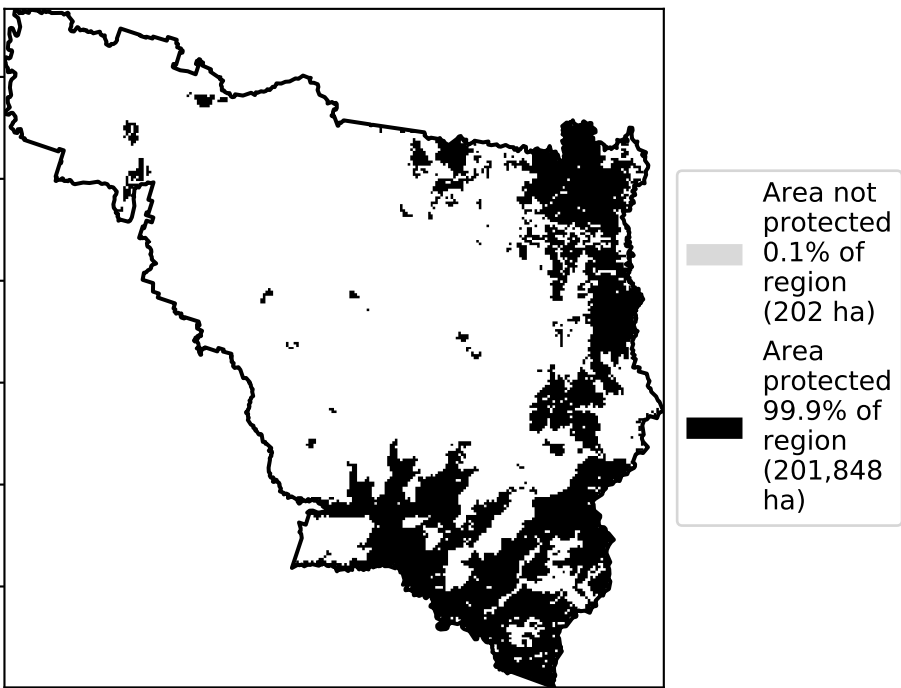 Area not
protected
0.1% of
region
(202 ha)
Area
protected
99.9% of
region
(201,848
ha)